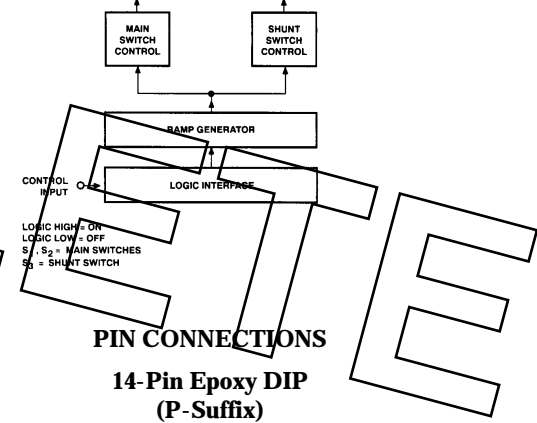 MAIN
SWITCH
CONTROL
SHUNT
SWITCH
CONTROL
RAMP GENERATOR
CONTROL
INPUT
LOGIC INTERFACE
LOGIC HIGH = ON
LOGIC LOW = OFF
S1, S2 = MAIN SWITCHES
S3 = SHUNT SWITCH
ETE
PIN CONNECTIONS
14-Pin Epoxy DIP
(P-Suffix)